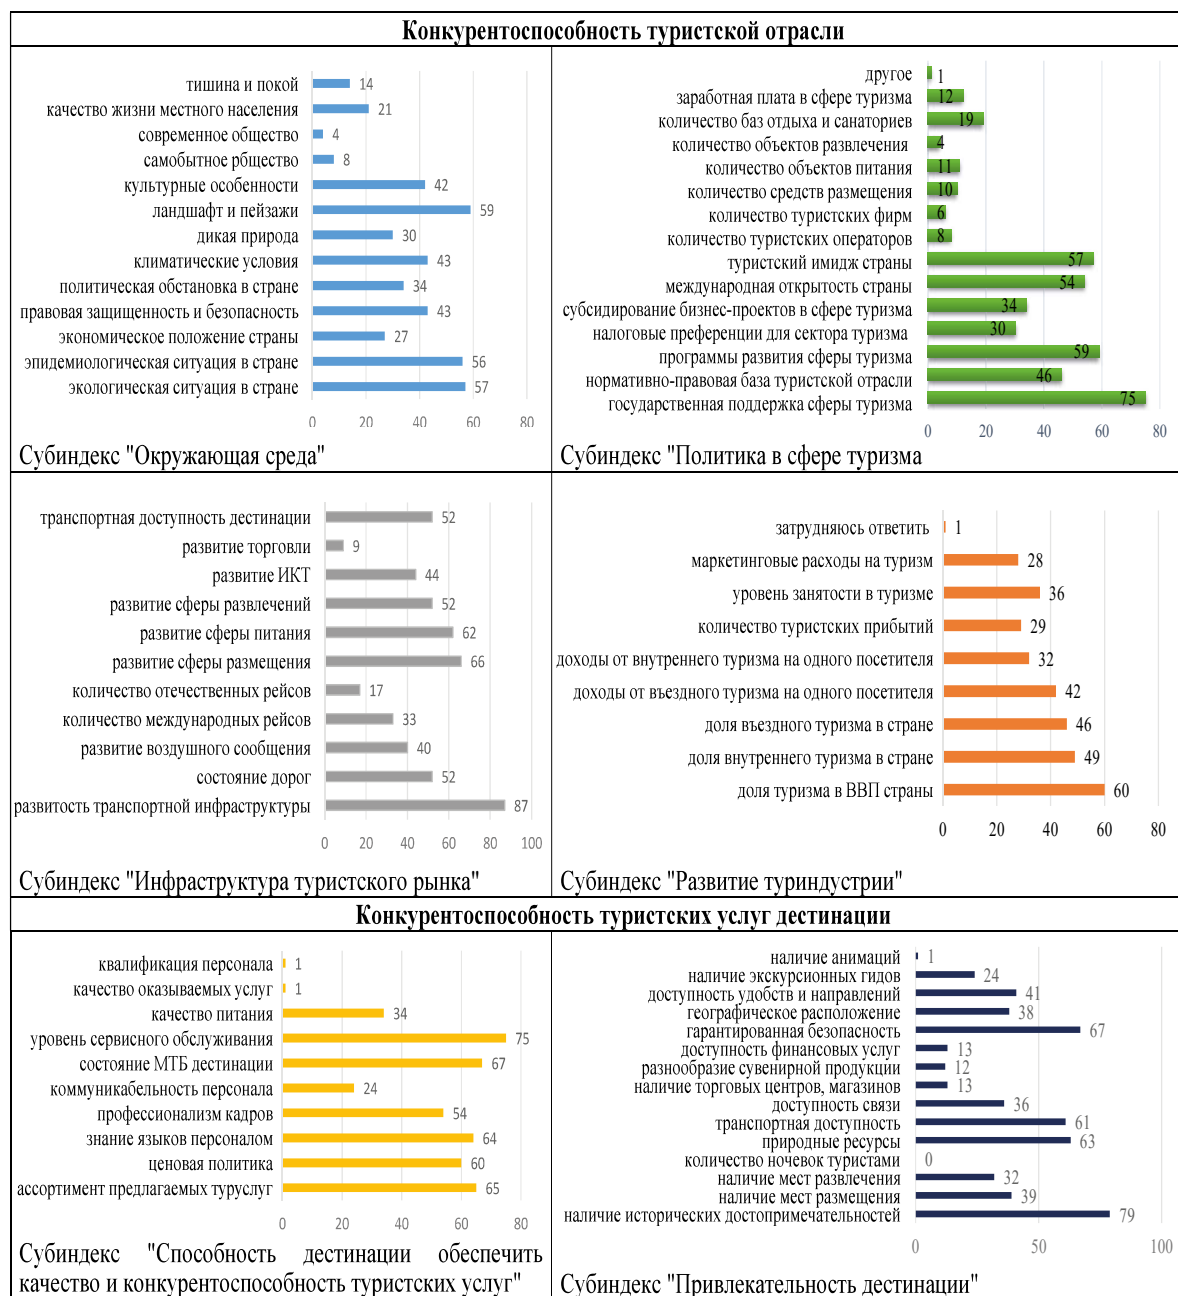 Конкурентоспособность туристской отрасли
тишина и покой 14
качество жизни местного населения 21
современное общество 4
самобытное рбщество 8
культурные особенности 42
ландшафт и пейзажи 59
дикая природа 30
климатические условия 43
политическая обстановка в стране 34
правовая защищенность и безопасность 43
экономическое положение страны 27
эпидемиологическая ситуация в стране 56
экологическая ситуация в стране 57
0 20 40 60 80
Субиндекс "Окружающая среда"
другое 1
заработная плата в сфере туризма 12
количество баз отдыха и санаториев 19
количество объектов развлечения 4
количество объектов питания 11
количество средств размещения 10
количество туристских фирм 6
количество туристских операторов 8
туристский имидж страны 57
международная открытость страны 54
субсидирование бизнес-проектов в сфере туризма 34
налоговые преференции для сектора туризма 30
программы развития сферы туризма 59
нормативно-правовая база туристской отрасли 46
государственная поддержка сферы туризма 75
0 20 40 60 80
Субиндекс "Политика в сфере туризма
транспортная доступность дестинации 52
развитие торговли 9
развитие ИКТ 44
развитие сферы развлечений 52
развитие сферы питания 62
развитие сферы размещения 66
количество отечественных рейсов 17
количество международных рейсов 33
развитие воздушного сообщения 40
состояние дорог 52
развитость транспортной инфраструктуры 87
0 20 40 60 80 100
Субиндекс "Инфраструктура туристского рынка"
затрудняюсь ответить 1
маркетинговые расходы на туризм 28
уровень занятости в туризме 36
количество туристских прибытий 29
доходы от внутреннего туризма на одного посетителя 32
доходы от въездного туризма на одного посетителя 42
доля въездного туризма в стране 46
доля внутреннего туризма в стране 49
доля туризма в ВВП страны 60
0 20 40 60 80
Субиндекс "Развитие туриндустрии"
Конкурентоспособность туристских услуг дестинации
квалификация персонала 1
качество оказываемых услуг 1
качество питания 34
уровень сервисного обслуживания 75
состояние МТБ дестинации 67
коммуникабельность персонала 24
профессионализм кадров 54
знание языков персоналом 64
ценовая политика 60
ассортимент предлагаемых туруслуг 65
0 20 40 60 80
Субиндекс "Способность дестинации обеспечить
качество и конкурентоспособность туристских услуг"
наличие анимаций 1
наличие экскурсионных гидов 24
доступность удобств и направлений 41
географическое расположение 38
гарантированная безопасность 67
доступность финансовых услуг 13
разнообразие сувенирной продукции 12
наличие торговых центров, магазинов 13
доступность связи 36
транспортная доступность 61
природные ресурсы 63
количество ночевок туристами 0
наличие мест развлечения 32
наличие мест размещения 39
наличие исторических достопримечательностей 79
0 50 100
Субиндекс "Привлекательность дестинации"